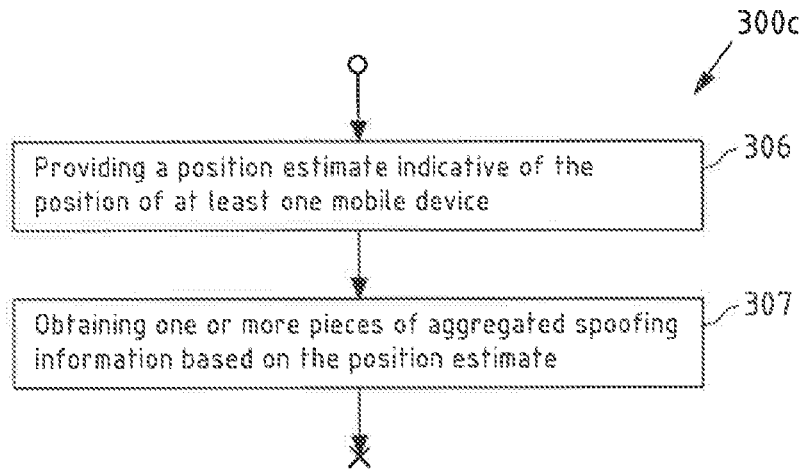 300c
Providing a position estimate indicative of the
position of at least one mobile device
306
Obtaining one or more pieces of aggregated spoofing
information based on the position estimate
307